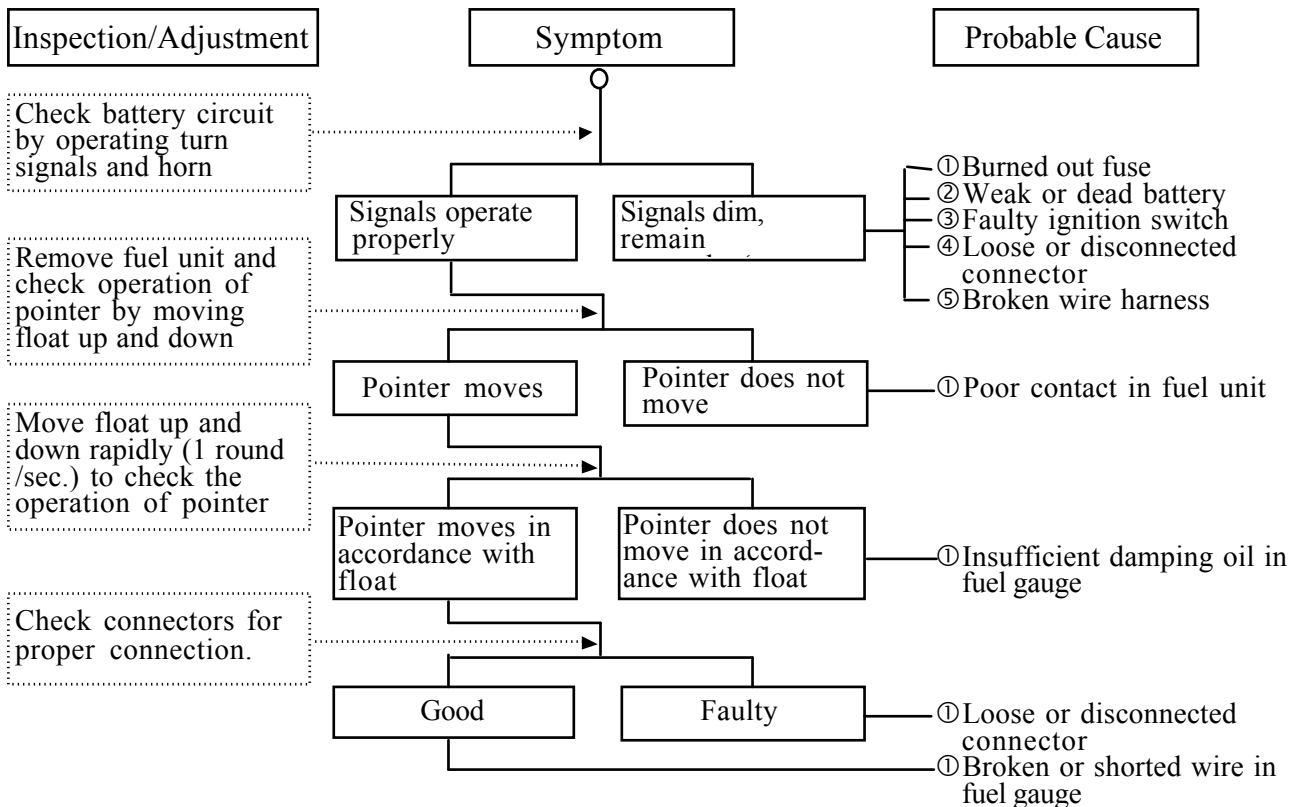 Inspection/Adjustment
Symptom
Probable Cause
Check battery circuit
by operating turn
signals and horn
Signals operate
properly
Signals dim,
remain
①Burned out fuse
②Weak or dead battery
③Faulty ignition switch
④Loose or disconnected
connector
⑤Broken wire harness
Remove fuel unit and
check operation of
pointer by moving
float up and down
Pointer moves
Pointer does not
move
①Poor contact in fuel unit
Move float up and
down rapidly (1 round
/sec.) to check the
operation of pointer
Pointer moves in
accordance with
float
Pointer does not
move in accord-
ance with float
①Insufficient damping oil in
fuel gauge
Check connectors for
proper connection.
Good
Faulty
①Loose or disconnected
connector
①Broken or shorted wire in
fuel gauge